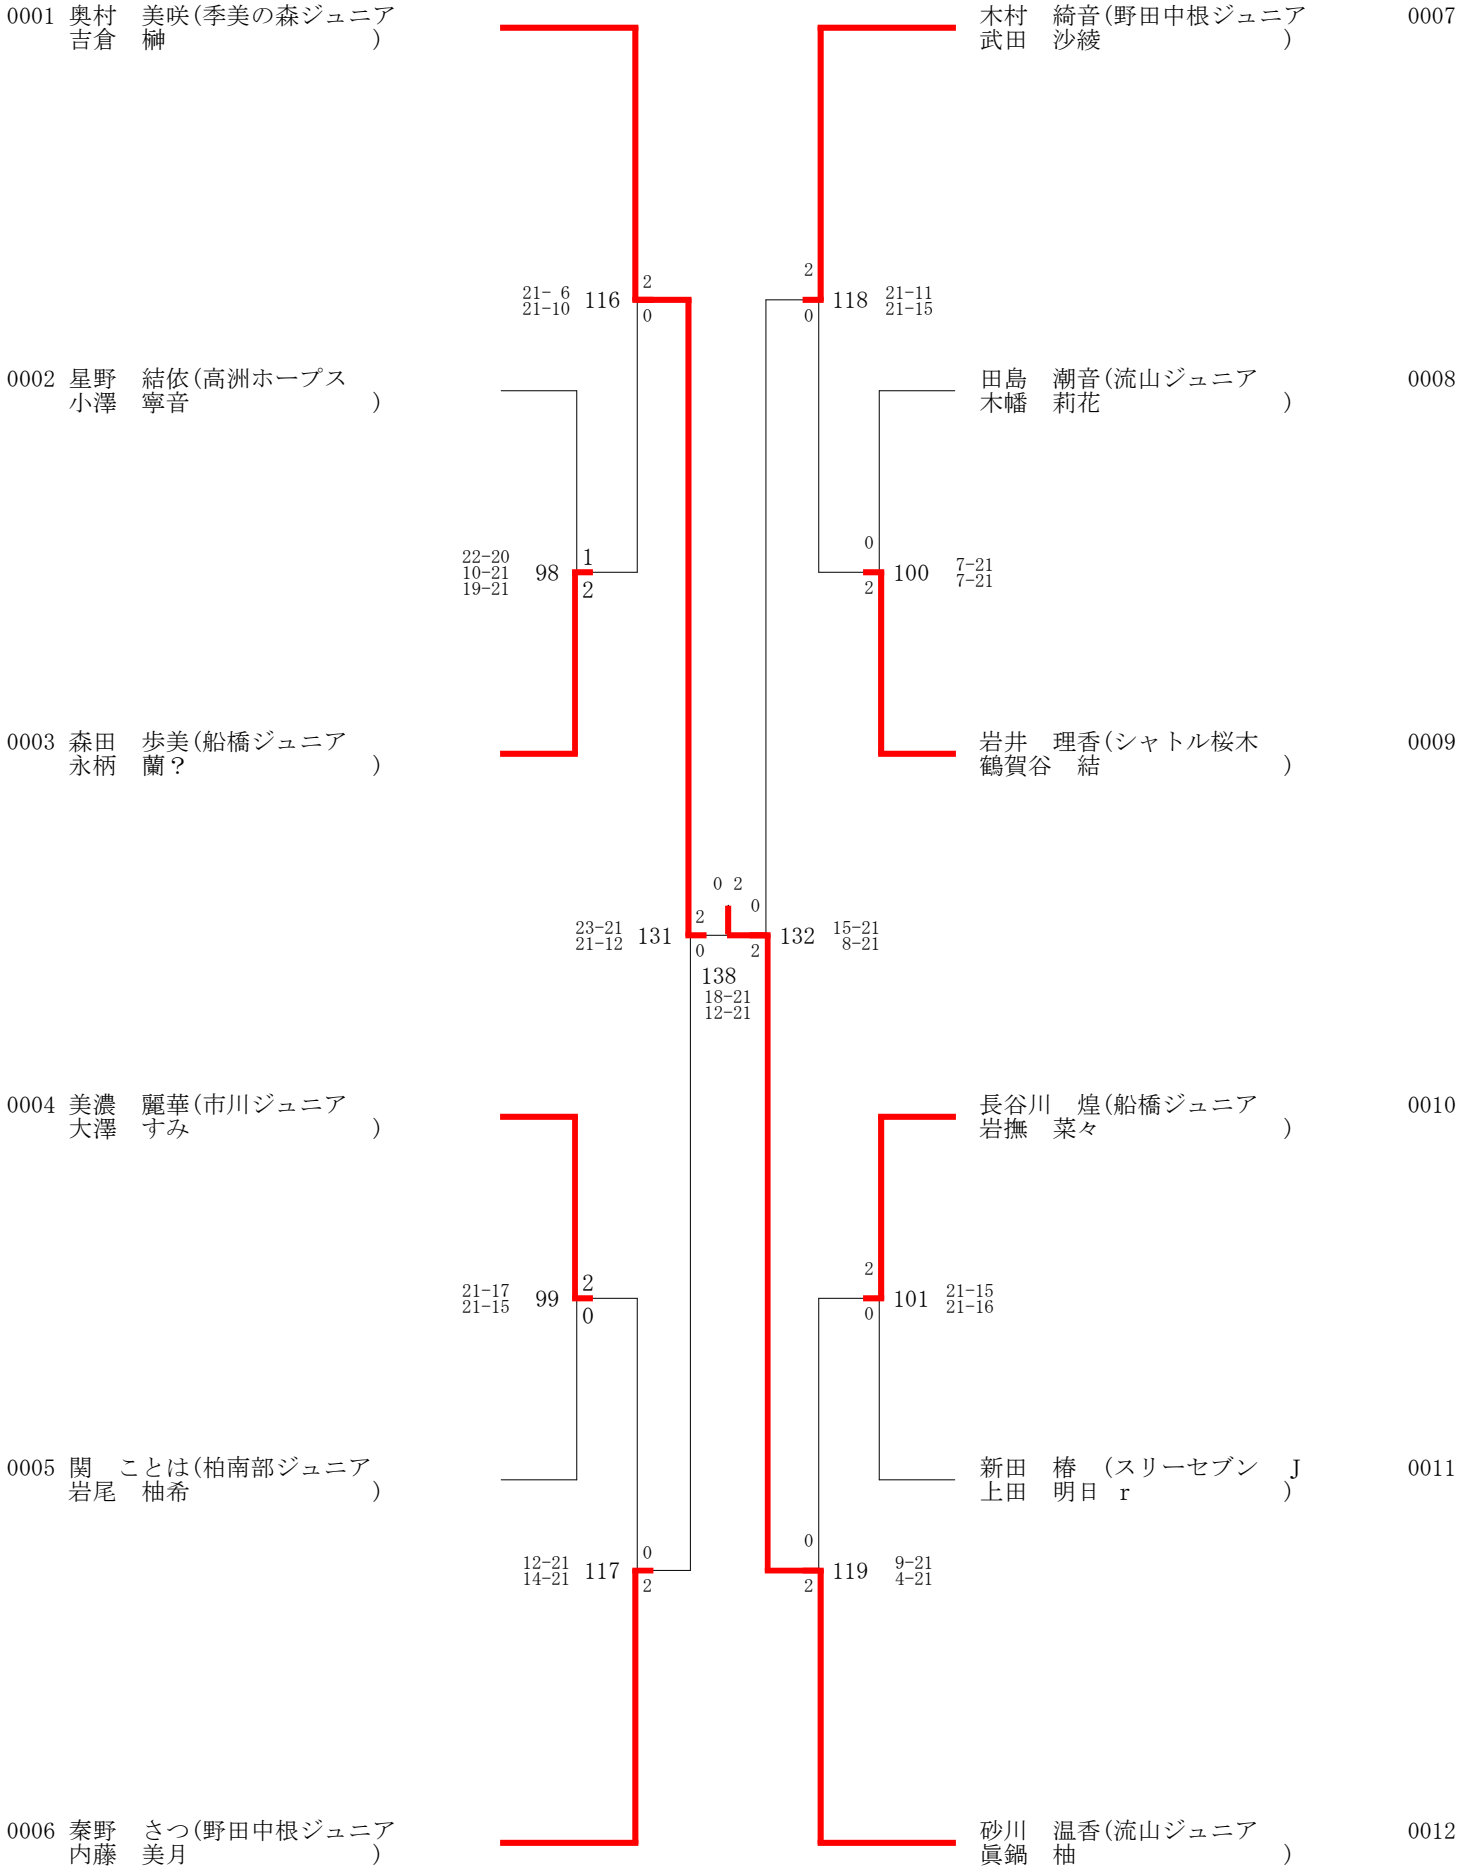 0001 奥村　美咲(季美の森ジュニア
吉倉　榊　　　　　　　　)
木村　綺音(野田中根ジュニア 0007
武田　沙綾　　　　　　　)
2
21- 6
21-10
116
0
2
118
21-11
21-15
0
0002 星野　結依(高洲ホープス
小澤　寧音　　　　　　　)
田島　潮音(流山ジュニア 0008
木幡　莉花　　　　　　　)
22-20
10-21
19-21
98
1
2
0
100
7-21
7-21
2
0003 森田　歩美(船橋ジュニア
永柄　蘭？　　　　　　　)
岩井　理香(シャトル桜木 0009
鶴賀谷　結　　　　　　　)
0 2
23-21
21-12
131
2
0
0
132
15-21
8-21
2
138
18-21
12-21
0004 美濃　麗華(市川ジュニア
大澤　すみ　　　　　　　)
長谷川　煌(船橋ジュニア 0010
岩撫　菜々　　　　　　　)
21-17
21-15
99
2
0
2
101
21-15
21-16
0
0005 関　ことは(柏南部ジュニア
岩尾　柚希　　　　　　　)
新田　椿　(スリーセブン　J 0011
上田　明日　r　　　　　　)
12-21
14-21
117
0
2
0
119
9-21
4-21
2
0006 秦野　さつ(野田中根ジュニア
内藤　美月　　　　　　　)
砂川　温香(流山ジュニア 0012
眞鍋　柚　　　　　　　　)